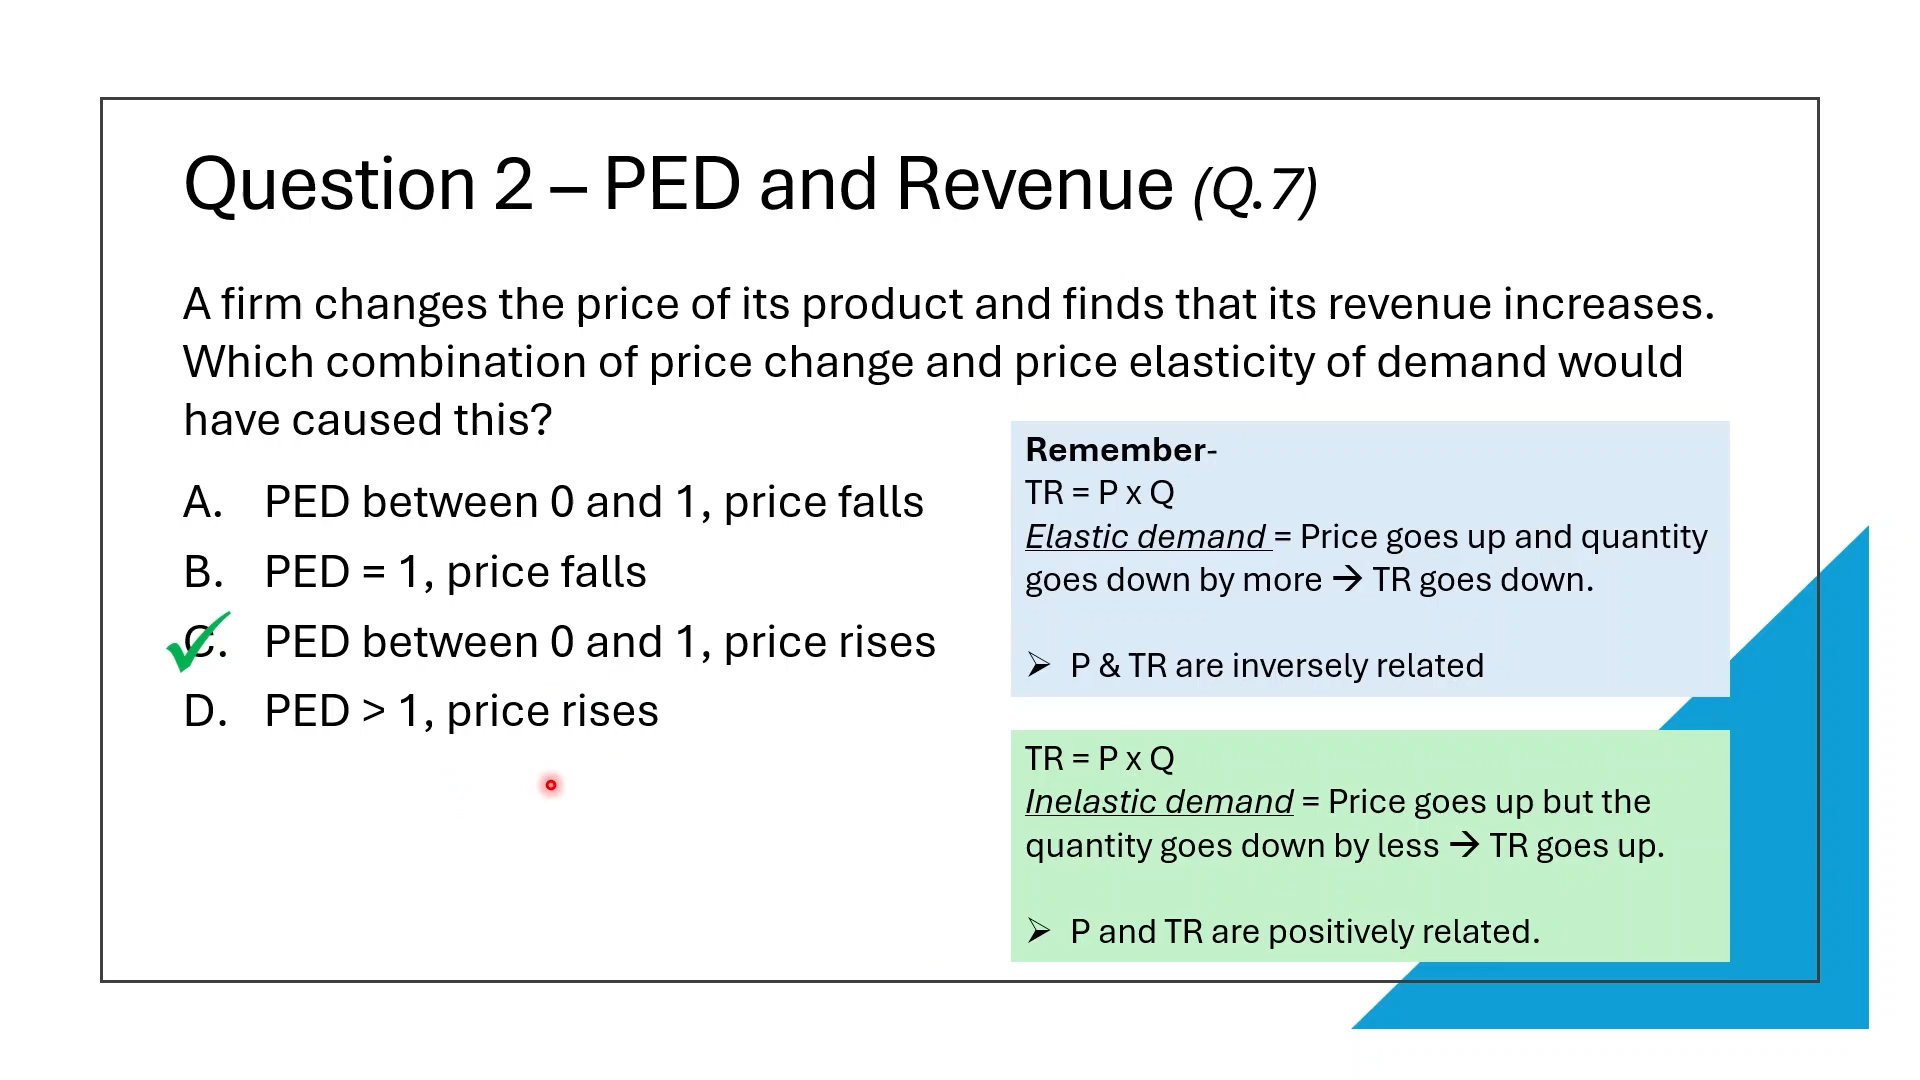 Question 2 – PED and Revenue (Q.7)
A firm changes the price of its product and finds that its revenue increases.
Which combination of price change and price elasticity of demand would
have caused this?
A. PED between 0 and 1, price falls
B. PED = 1, price falls
C. PED between 0 and 1, price rises
D. PED > 1, price rises
Remember-
TR = P x Q
Elastic demand = Price goes up and quantity
goes down by more → TR goes down.
➢ P & TR are inversely related
TR = P x Q
Inelastic demand = Price goes up but the
quantity goes down by less → TR goes up.
➢ P and TR are positively related.